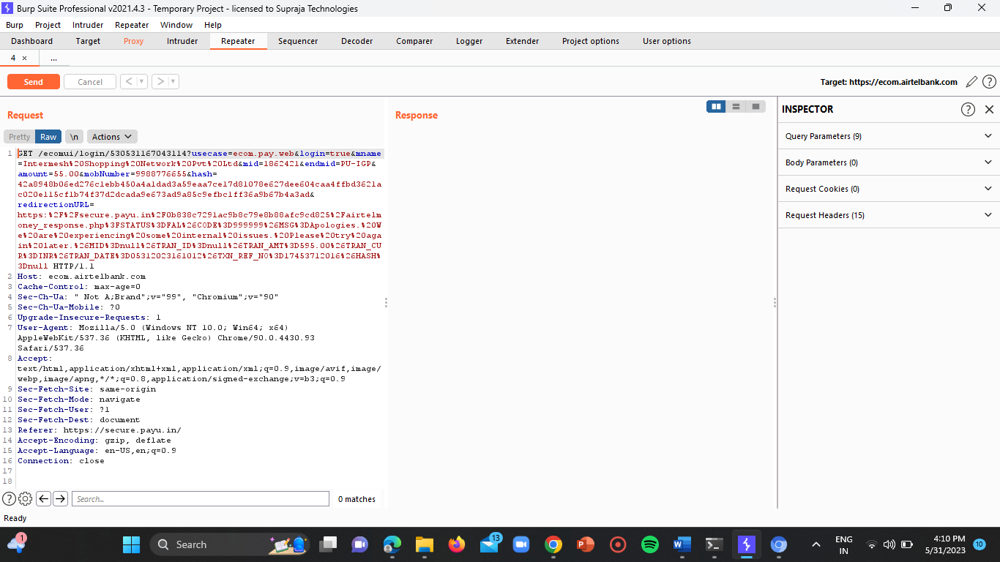 Burp Suite Professional v2021.4.3 - Temporary Project - licensed to Supraja Technologies
Burp Project Intruder Repeater Window Help
Dashboard Target Proxy Intruder Repeater Sequencer Decoder Comparer Logger Extender Project options User options
4 × ...
Send Cancel < > Target: https://ecom.airtelbank.com ?
Request
Response
INSPECTOR ?
Pretty Raw \n Actions
Query Parameters (9)
Body Parameters (0)
Request Cookies (0)
Request Headers (15)
1 GET /ecomui/login/530531167043114?usecase=ecom.pay.web&login=true&mname
=Intermesh%20Shopping%20Network%20Pvt%20Ltd&mid=1862421&endmid=PU-IGP&
amount=55.00&mobNumber=9988776655&hash=
42a8948b06ed276c1ebb450a4a1dad3a59eaa7ce17d81078e627dee604caa4ffbd3621a
c020e115cf1b74f37d2dcada9e673ad9a85c9efbc1ff36a9b67b4a3ad&
redirectionURL=
https:%2F%2Fsecure.payu.in%2F0b838c7291ac9b8c79e8b88afc9cd825%2Fairtelm
oney_response.php%3FSTATUS%3DFAL%26CODE%3D999999%26MSG%3DApologies.%20W
e%20are%20experiencing%20some%20internal%20issues.%20Please%20try%20aga
in%20later.%26MID%3Dnull%26TRAN_ID%3Dnull%26TRAN_AMT%3D595.00%26TRAN_CU
R%3DINR%26TRAN_DATE%3D05312023161012%26TXN_REF_NO%3D17453712016%26HASH%
3Dnull HTTP/1.1
2 Host: ecom.airtelbank.com
3 Cache-Control: max-age=0
4 Sec-Ch-Ua: " Not A;Brand";v="99", "Chromium";v="90"
5 Sec-Ch-Ua-Mobile: ?0
6 Upgrade-Insecure-Requests: 1
7 User-Agent: Mozilla/5.0 (Windows NT 10.0; Win64; x64)
AppleWebKit/537.36 (KHTML, like Gecko) Chrome/90.0.4430.93
Safari/537.36
8 Accept:
text/html,application/xhtml+xml,application/xml;q=0.9,image/avif,image/
webp,image/apng,*/*;q=0.8,application/signed-exchange;v=b3;q=0.9
9 Sec-Fetch-Site: same-origin
10 Sec-Fetch-Mode: navigate
11 Sec-Fetch-User: ?1
12 Sec-Fetch-Dest: document
13 Referer: https://secure.payu.in/
14 Accept-Encoding: gzip, deflate
15 Accept-Language: en-US,en;q=0.9
16 Connection: close
17
18
? Search... 0 matches
Ready
1 Search 13 ENG 4:10 PM
IN 5/31/2023 10